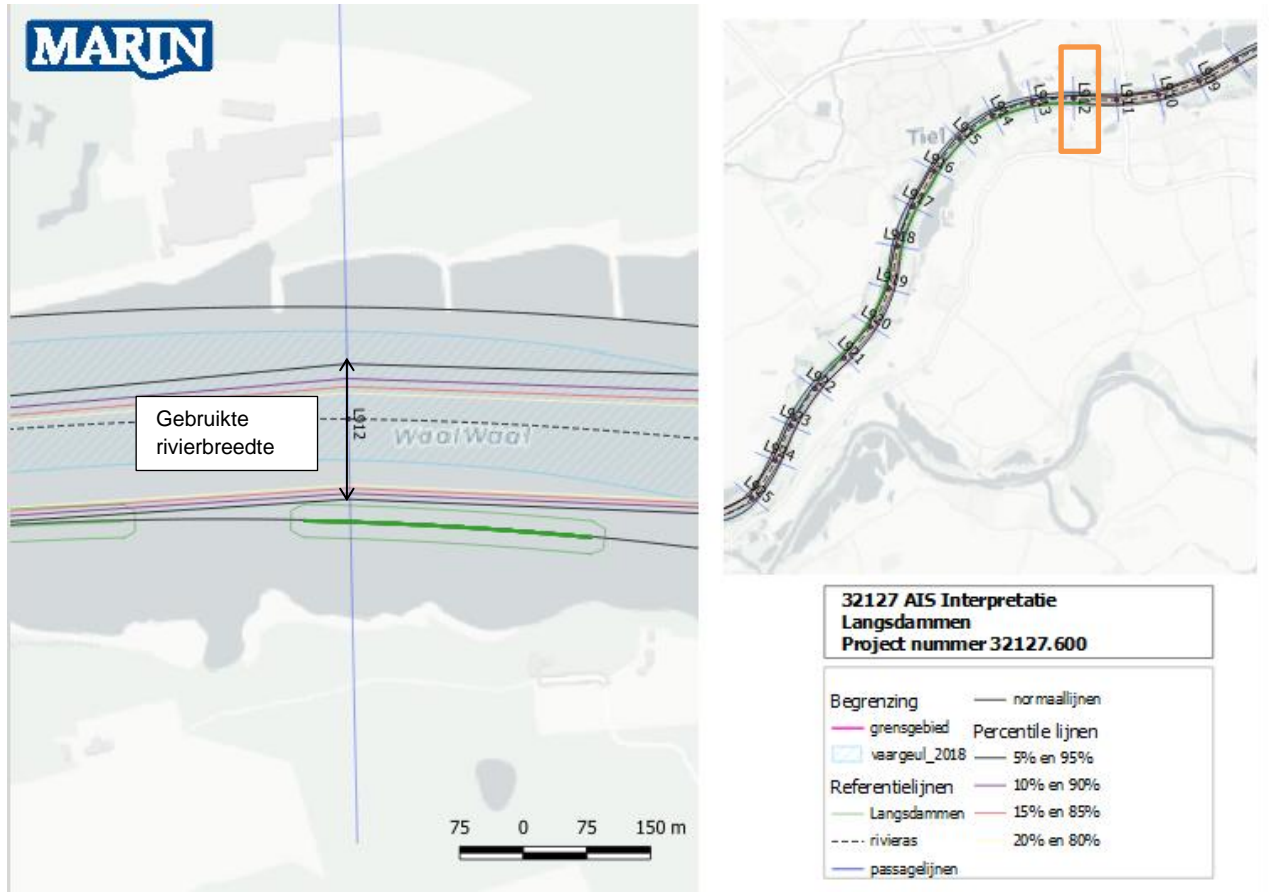 MARIN
Gebruikte
rivierbreedte
L912
WaalWaal
75 0 75 150 m
Tiel
L909
L910
L911
L912
L913
L914
L915
L916
L917
L918
L919
L920
L921
L922
L923
L924
L925
32127 AIS Interpretatie
Langsdammen
Project nummer 32127.600
Begrenzing
grensgebied
vaargeul_2018
Referentielijnen
Langsdammen
rivieras
passagelijnen
normaallijnen
Percentile lijnen
5% en 95%
10% en 90%
15% en 85%
20% en 80%